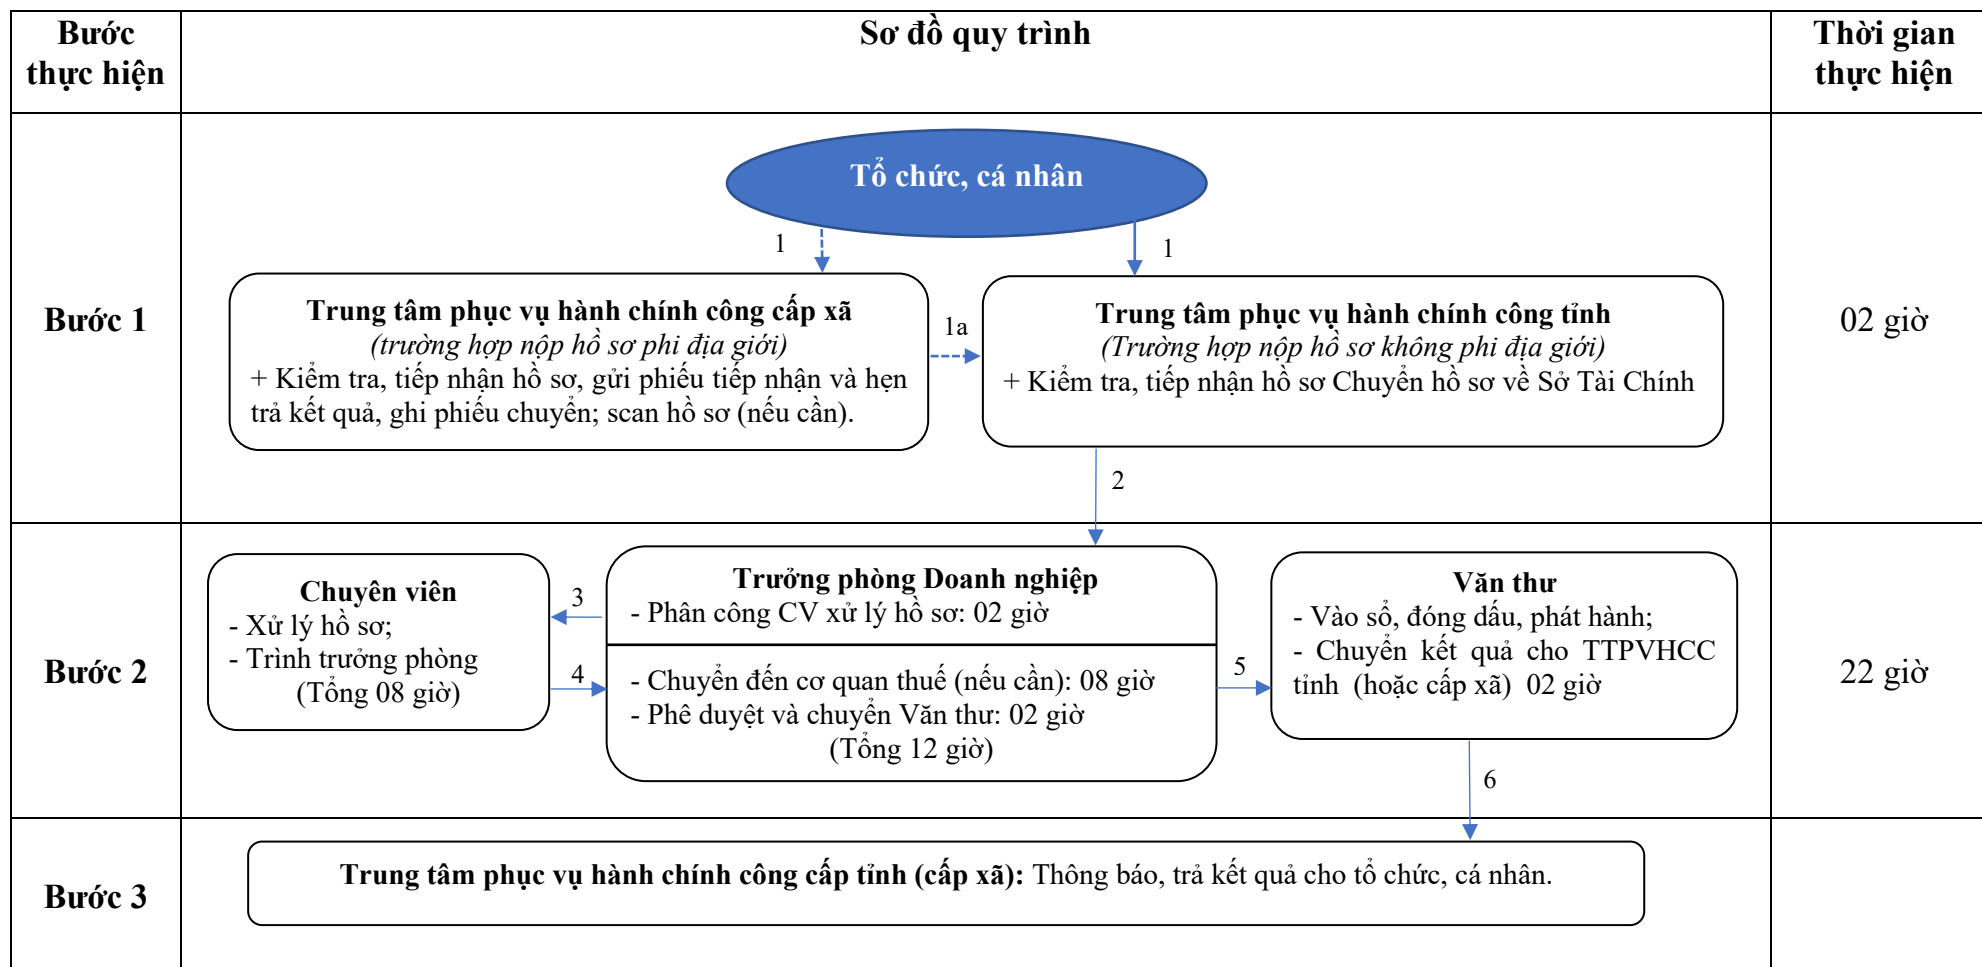 Bước
thực hiện
Sơ đồ quy trình
Thời gian
thực hiện
Bước 1
Tổ chức, cá nhân
1
1
Trung tâm phục vụ hành chính công cấp xã
(trường hợp nộp hồ sơ phi địa giới)
+ Kiểm tra, tiếp nhận hồ sơ, gửi phiếu tiếp nhận và hẹn
trả kết quả, ghi phiếu chuyển; scan hồ sơ (nếu cần).
1a
Trung tâm phục vụ hành chính công tỉnh
(Trường hợp nộp hồ sơ không phi địa giới)
+ Kiểm tra, tiếp nhận hồ sơ Chuyển hồ sơ về Sở Tài Chính
02 giờ
2
Bước 2
Chuyên viên
- Xử lý hồ sơ;
- Trình trưởng phòng
(Tổng 08 giờ)
3
4
Trưởng phòng Doanh nghiệp
- Phân công CV xử lý hồ sơ: 02 giờ
- Chuyển đến cơ quan thuế (nếu cần): 08 giờ
- Phê duyệt và chuyển Văn thư: 02 giờ
(Tổng 12 giờ)
5
Văn thư
- Vào sổ, đóng dấu, phát hành;
- Chuyển kết quả cho TTPVHCC
tỉnh (hoặc cấp xã) 02 giờ
22 giờ
6
Bước 3
Trung tâm phục vụ hành chính công cấp tỉnh (cấp xã): Thông báo, trả kết quả cho tổ chức, cá nhân.